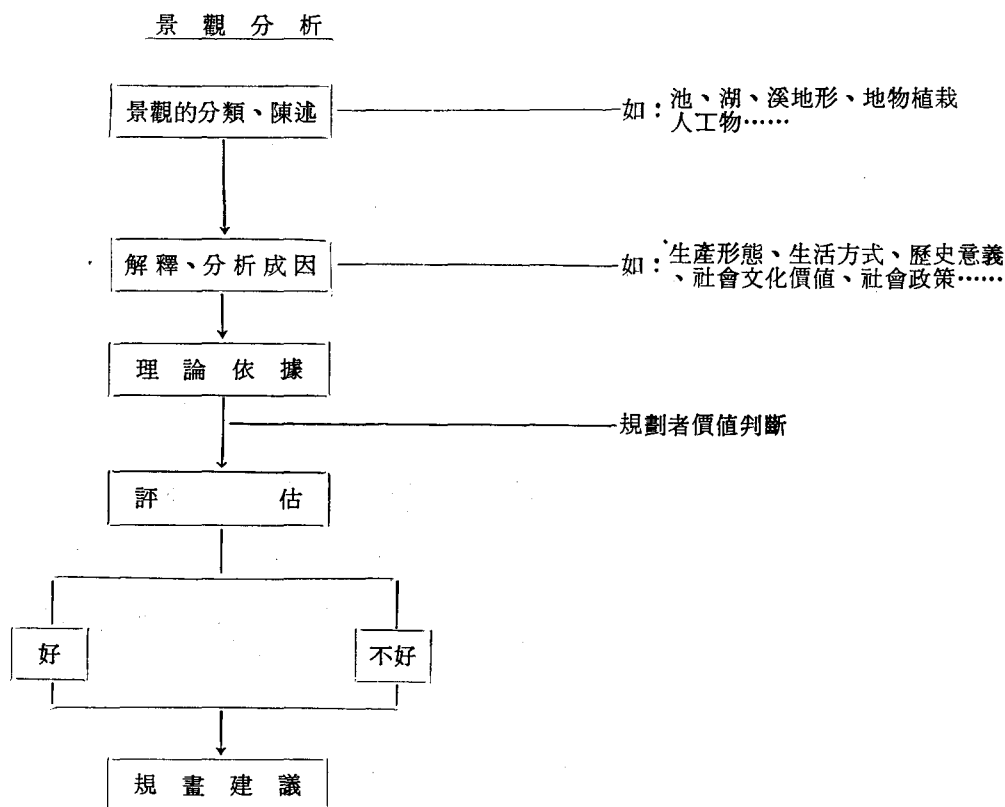 景觀分析
景觀的分類、陳述
如：池、湖、溪地形、地物植栽
人工物……
解釋、分析成因
如：生產形態、生活方式、歷史意義
、社會文化價值、社會政策……
理論依據
規劃者價值判斷
評估
好
不好
規畫建議